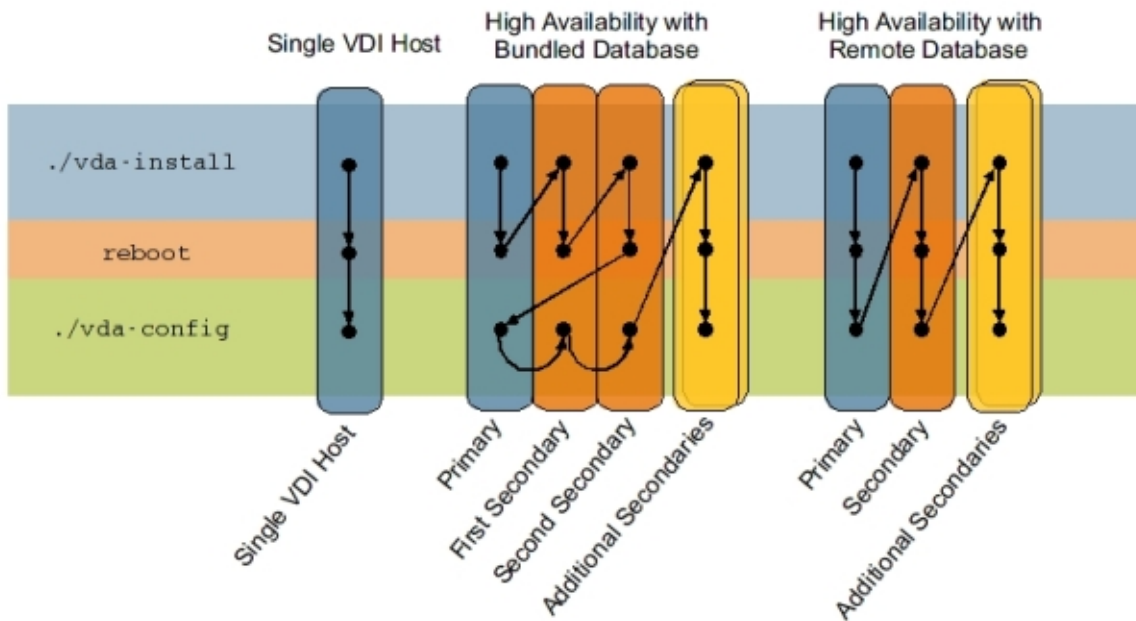 Single VDI Host
High Availability with
Bundled Database
High Availability with
Remote Database
./vda-install
reboot
./vda-config
Single VDI Host
Primary
First Secondary
Second Secondary
Additional Secondaries
Primary
Secondary
Additional Secondaries